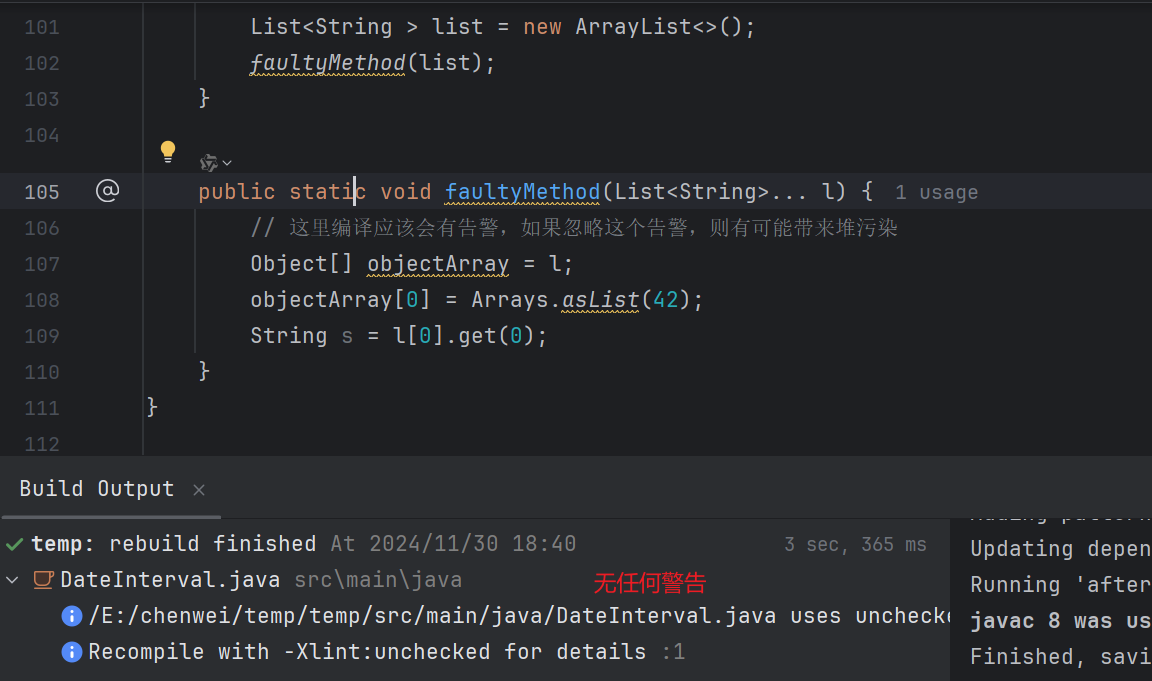 101 List<String > list = new ArrayList<>();
102 faultyMethod(list);
103 }
104
105 @ public static void faultyMethod(List<String>... l) { 1 usage
106 // 这里编译应该会有告警，如果忽略这个告警，则有可能带来堆污染
107 Object[] objectArray = l;
108 objectArray[0] = Arrays.asList(42);
109 String s = l[0].get(0);
110 }
111 }
112
Build Output
temp: rebuild finished At 2024/11/30 18:40 3 sec, 365 ms
DateInterval.java src\main\java 无任何警告
/E:/chenwei/temp/temp/src/main/java/DateInterval.java uses unchecke
Recompile with -Xlint:unchecked for details :1
Updating depen
Running 'after
javac 8 was us
Finished, savi